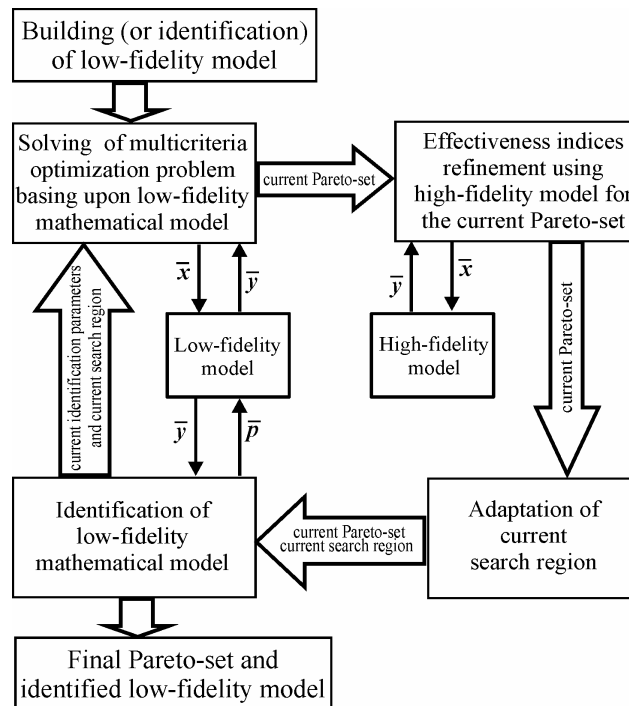 Building (or identification)
of low-fidelity model
Solving of multicriteria
optimization problem
basing upon low-fidelity
mathematical model
current Pareto-set
Effectiveness indices
refinement using
high-fidelity model for
the current Pareto-set
x̅
y̅
y̅
x̅
Low-fidelity
model
High-fidelity
model
current identification parameters
and current search region
current Pareto-set
y̅
p̅
Identification of
low-fidelity
mathematical model
current Pareto-set
current search region
Adaptation of
current
search region
Final Pareto-set and
identified low-fidelity model